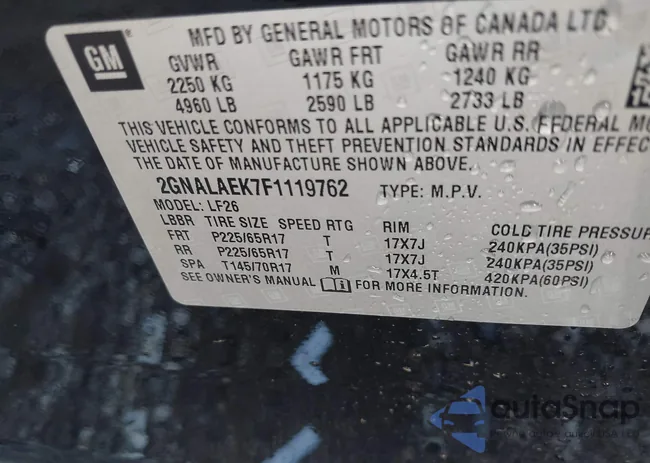 GM
MFD BY GENERAL MOTORS OF CANADA LTD
GVWR GAWR FRT GAWR RR
2250 KG 1175 KG 1240 KG
4960 LB 2590 LB 2733 LB
THIS VEHICLE CONFORMS TO ALL APPLICABLE U.S. (FEDERAL MO
VEHICLE SAFETY AND THEFT PREVENTION STANDARDS IN EFFEC
THE DATE OF MANUFACTURE SHOWN ABOVE.
2GNALAEK7F1119762 TYPE: M.P.V.
MODEL: LF26
LBBR TIRE SIZE SPEED RTG RIM COLD TIRE PRESSUR
FRT P225/65R17 T 17X7J 240KPA(35PSI)
RR P225/65R17 T 17X7J 240KPA(35PSI)
SPA T145/70R17 M 17X4.5T 420KPA(60PSI)
SEE OWNER'S MANUAL FOR MORE INFORMATION.
autoSnap